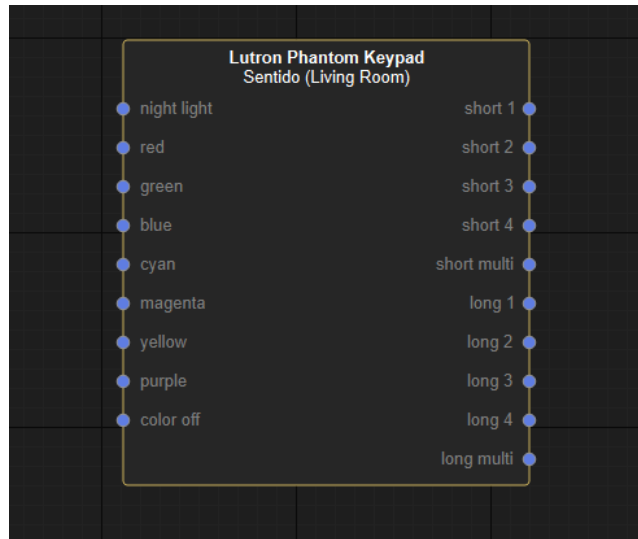 Lutron Phantom Keypad
Sentido (Living Room)
night light short 1
red short 2
green short 3
blue short 4
cyan short multi
magenta long 1
yellow long 2
purple long 3
color off long 4
long multi